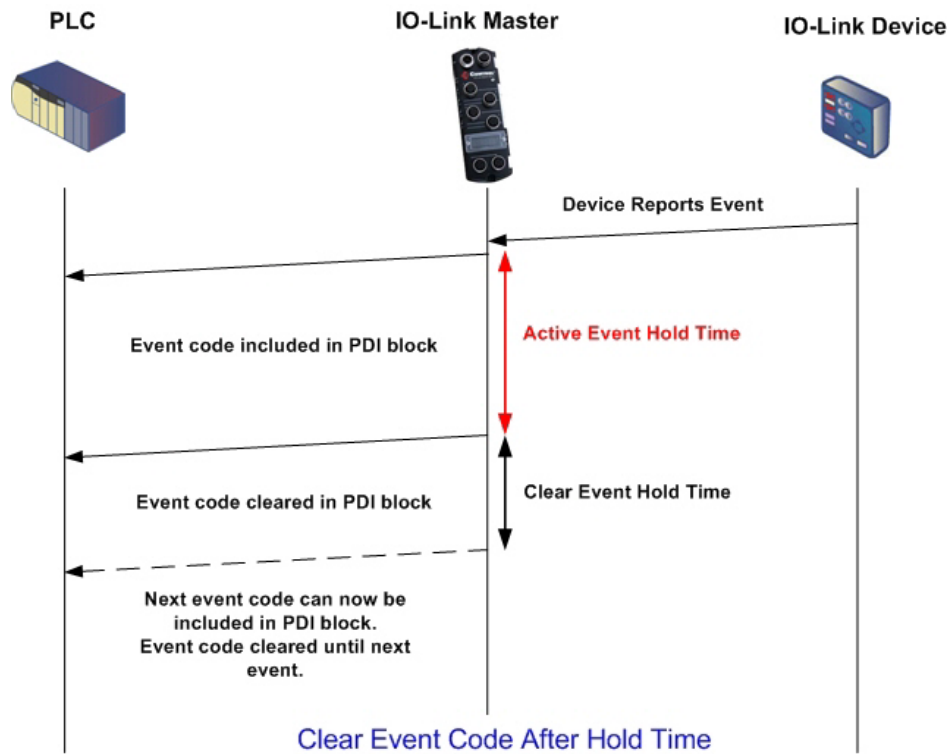 PLC
IO-Link Master
IO-Link Device
Device Reports Event
Active Event Hold Time
Event code included in PDI block
Clear Event Hold Time
Event code cleared in PDI block
Next event code can now be
included in PDI block.
Event code cleared until next
event.
Clear Event Code After Hold Time